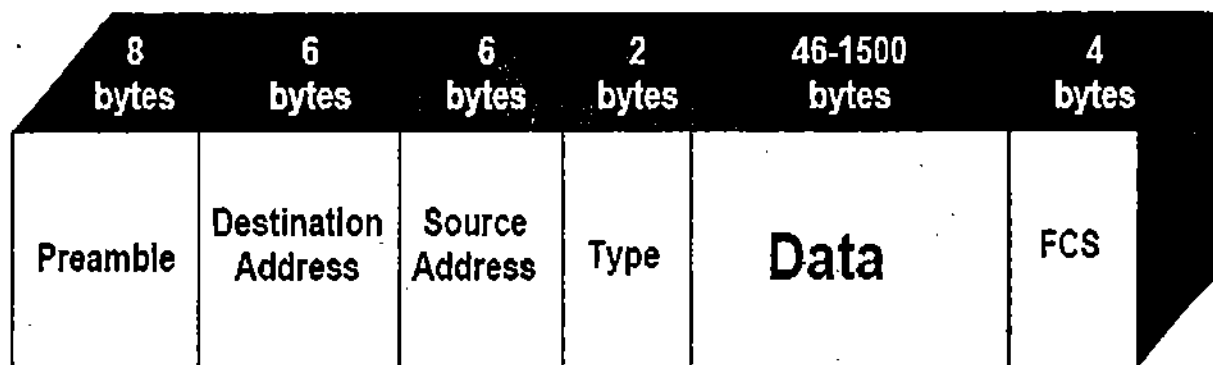 8 6 6 2 46-1500 4
bytes bytes bytes bytes bytes bytes
Preamble Destination Address Source Address Type Data FCS